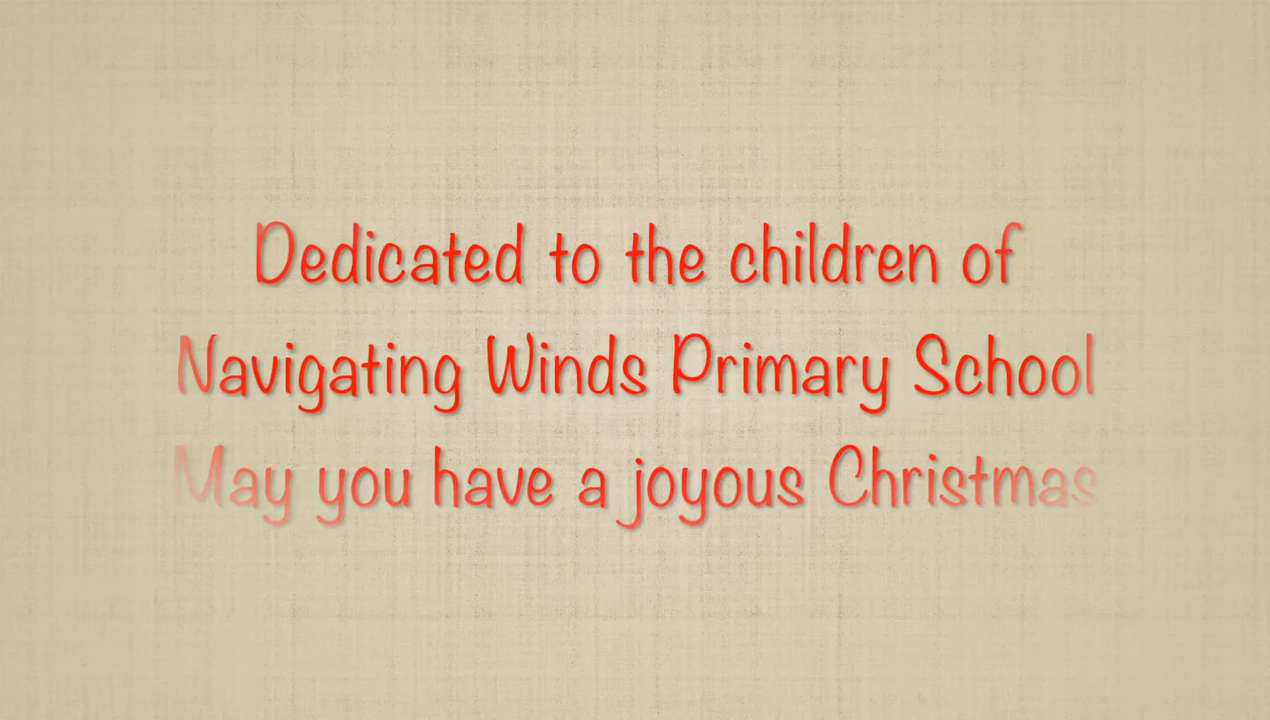 Dedicated to the children of
Navigating Winds Primary School
May you have a joyous Christmas